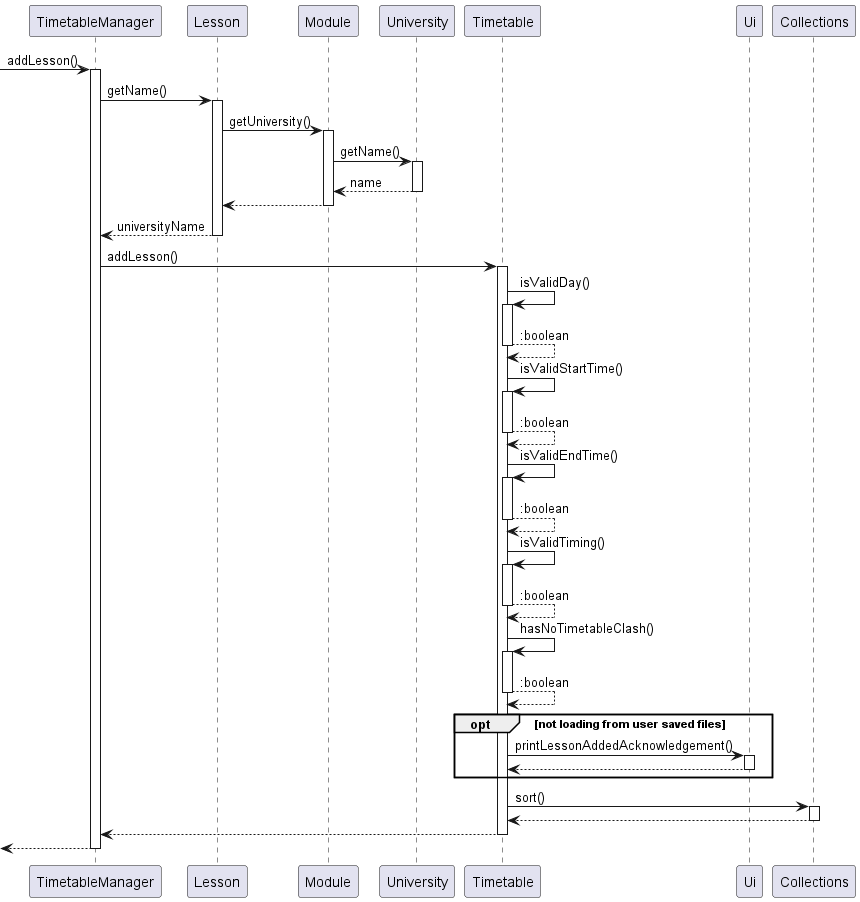 TimetableManager Lesson Module University Timetable Ui Collections
addLesson()
getName()
getUniversity()
getName()
name
universityName
addLesson()
isValidDay()
:boolean
isValidStartTime()
:boolean
isValidEndTime()
:boolean
isValidTiming()
:boolean
hasNoTimetableClash()
:boolean
opt [not loading from user saved files]
printLessonAddedAcknowledgement()
sort()
TimetableManager Lesson Module University Timetable Ui Collections